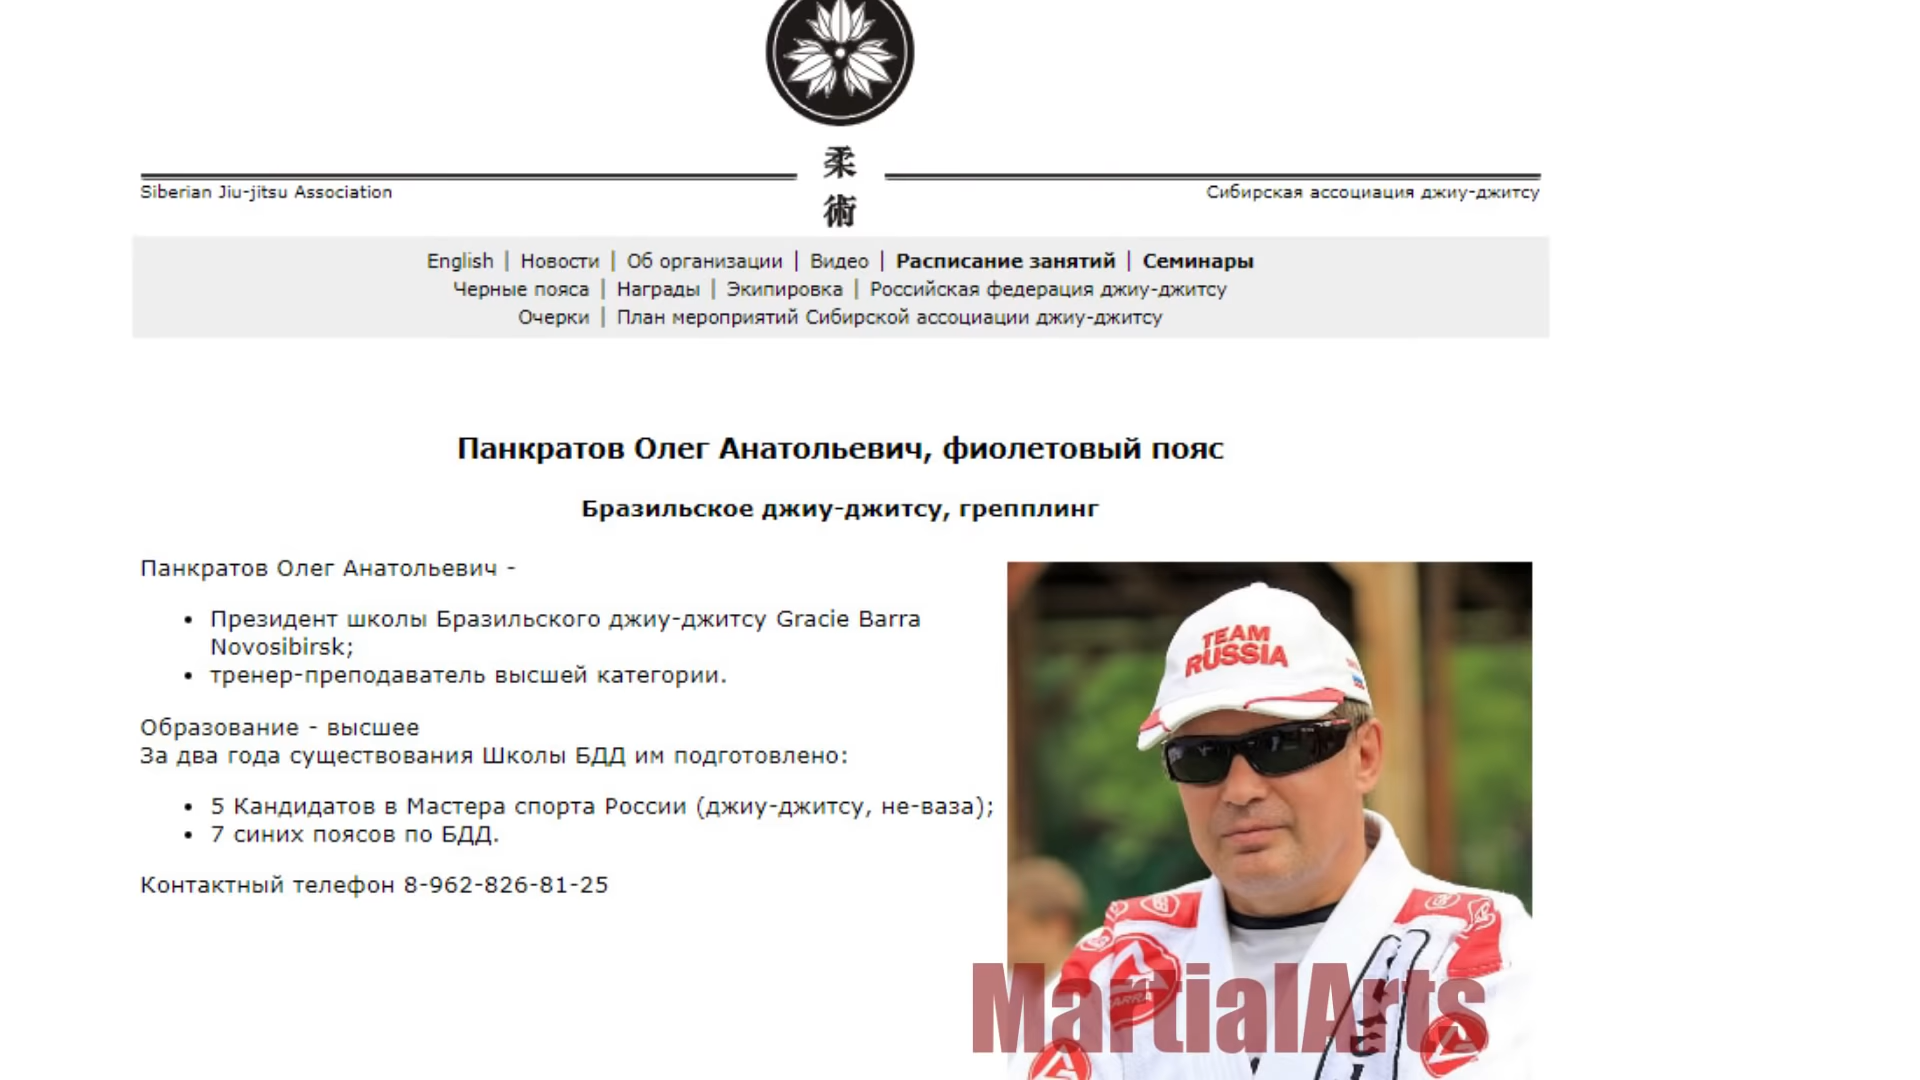 柔
術
Siberian Jiu-jitsu Association
Сибирская ассоциация джиу-джитсу
English | Новости | Об организации | Видео | Расписание занятий | Семинары
Черные пояса | Награды | Экипировка | Российская федерация джиу-джитсу
Очерки | План мероприятий Сибирской ассоциации джиу-джитсу
Панкратов Олег Анатольевич, фиолетовый пояс
Бразильское джиу-джитсу, грепплинг
Панкратов Олег Анатольевич -
• Президент школы Бразильского джиу-джитсу Gracie Barra
Novosibirsk;
• тренер-преподаватель высшей категории.
Образование - высшее
За два года существования Школы БДД им подготовлено:
• 5 Кандидатов в Мастера спорта России (джиу-джитсу, не-ваза);
• 7 синих поясов по БДД.
Контактный телефон 8-962-826-81-25
TEAM
RUSSIA
BARRA
MartialArts